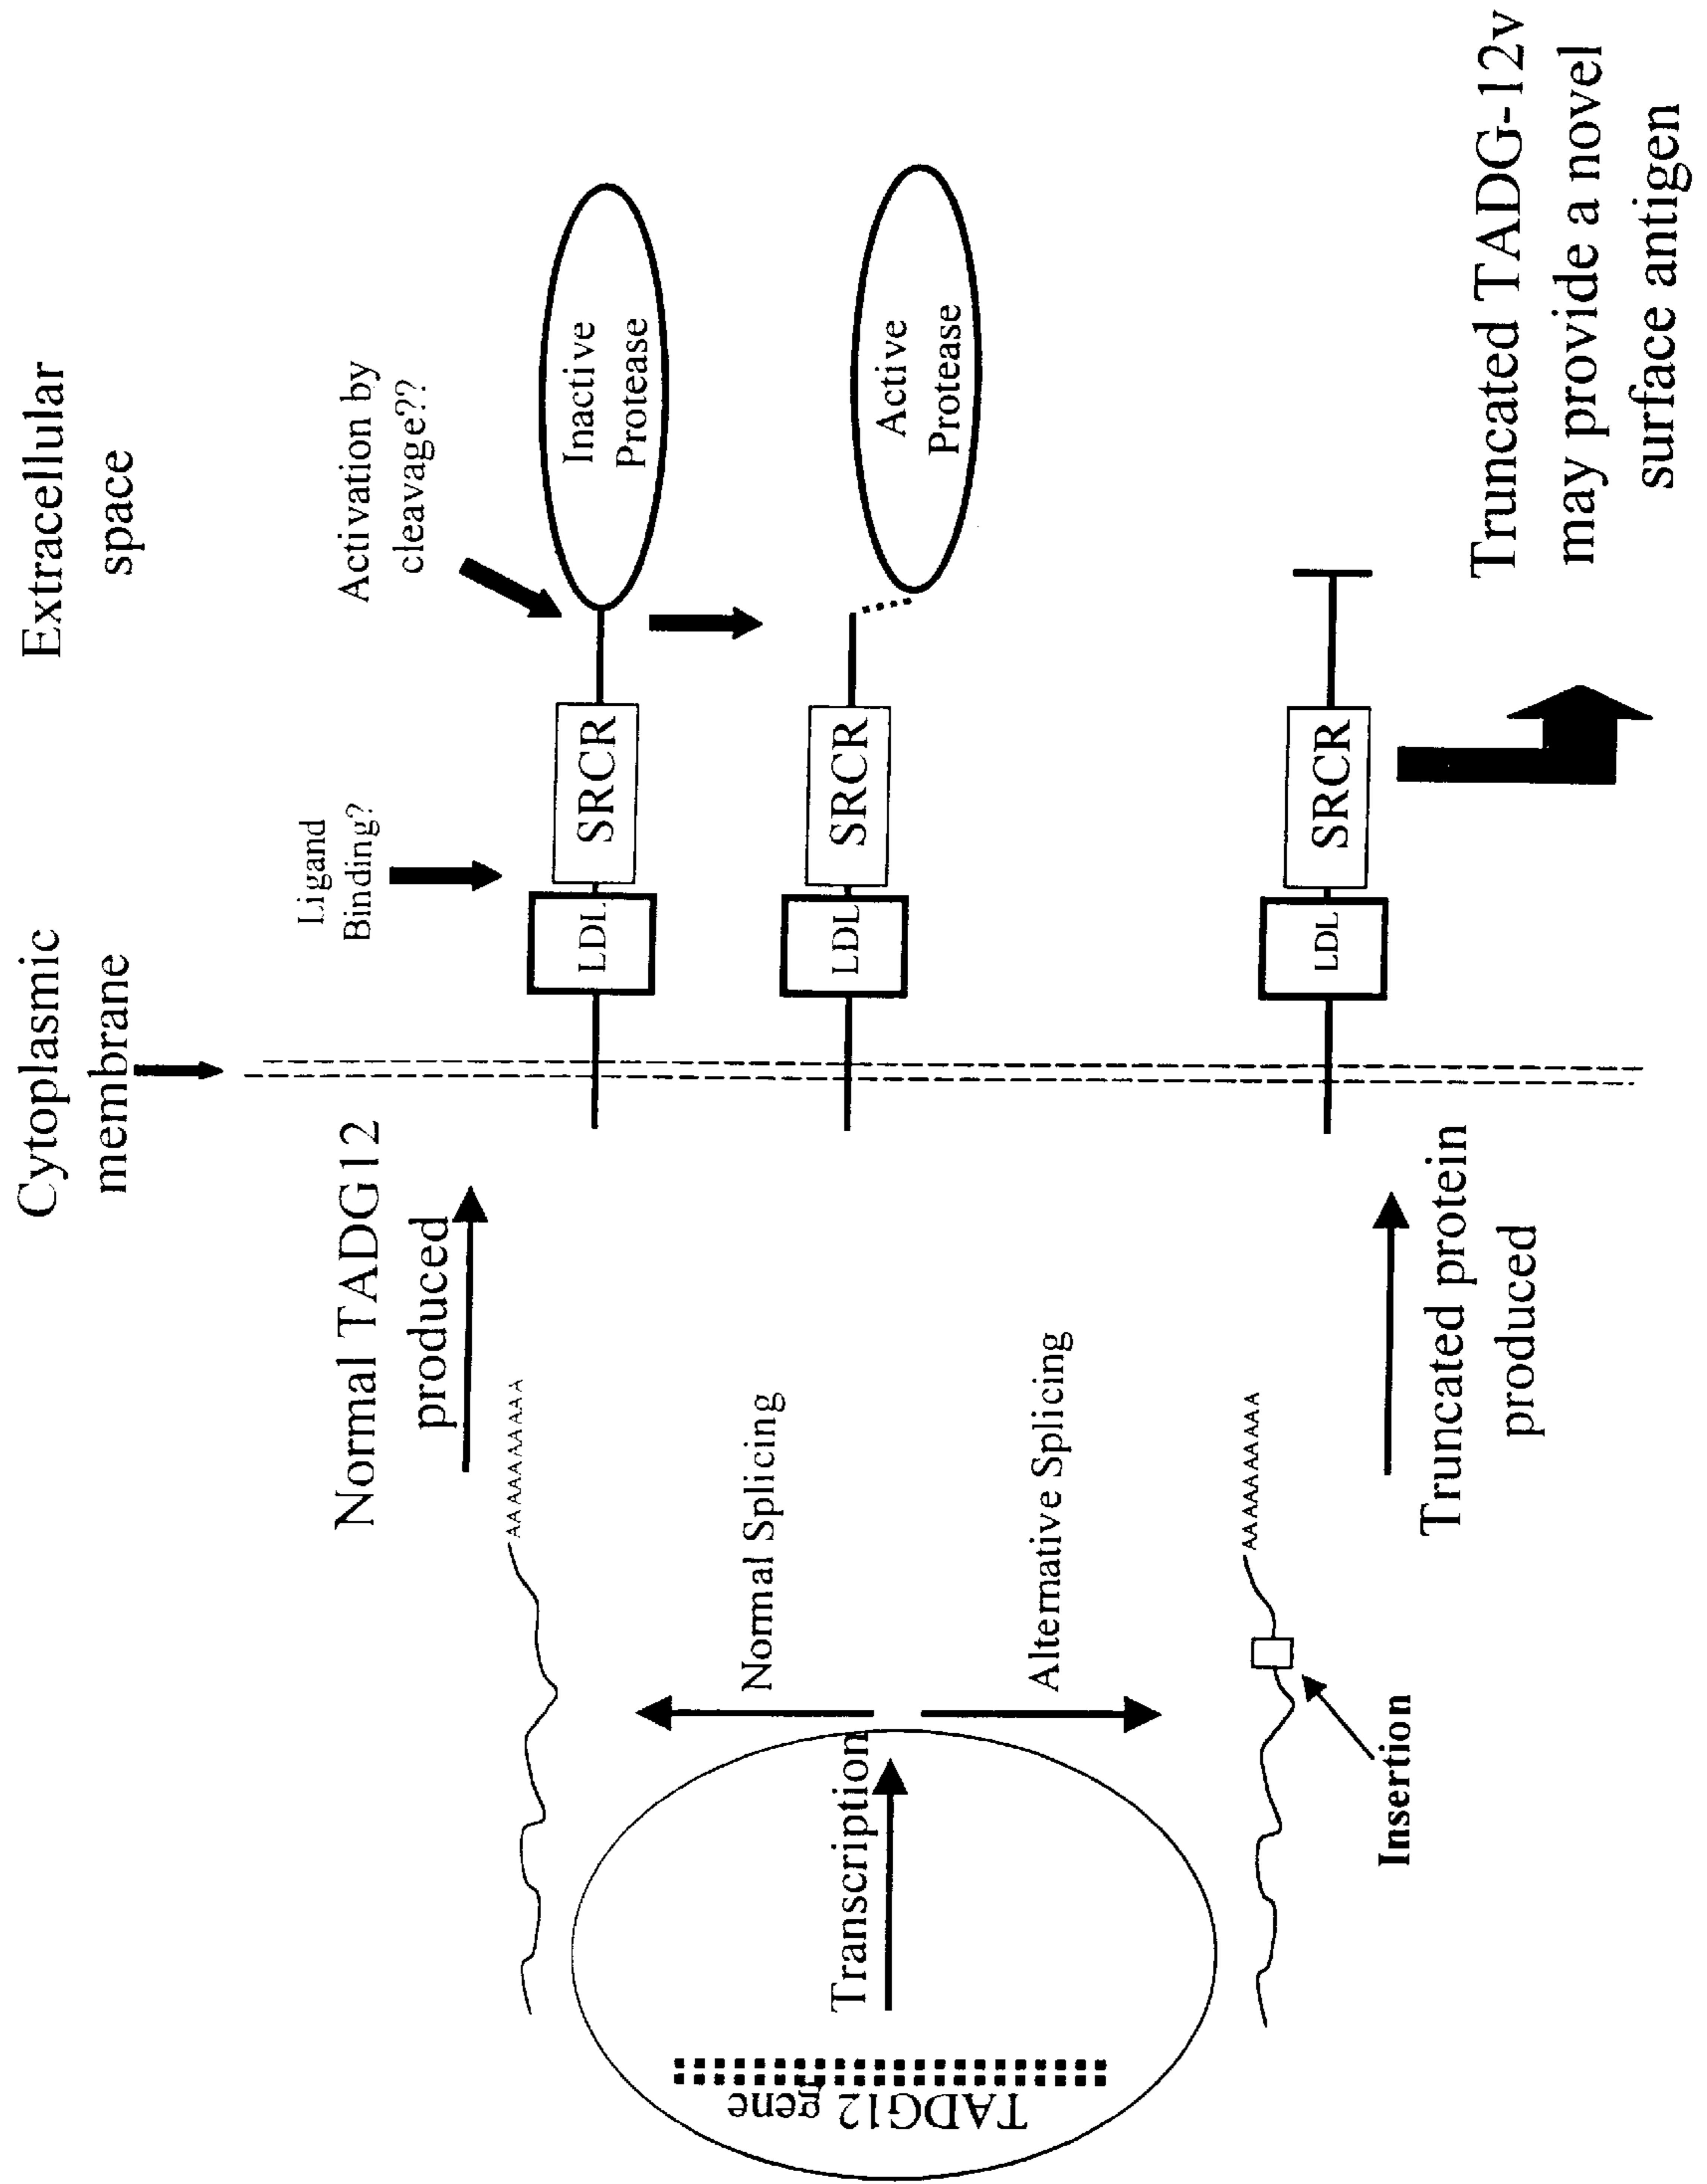 Cytoplasmic
membrane
Extracellular
space
Normal TADG12
produced
Ligand
Binding?
Activation by
cleavage??
AAAAAAAAA
LDL
SRCR
Inactive
Protease
Normal Splicing
LDL
SRCR
Active
Protease
TADG12 gene
Transcription
Alternative Splicing
AAAAAAAAA
Insertion
LDL
SRCR
Truncated protein
produced
Truncated TADG-12v
may provide a novel
surface antigen